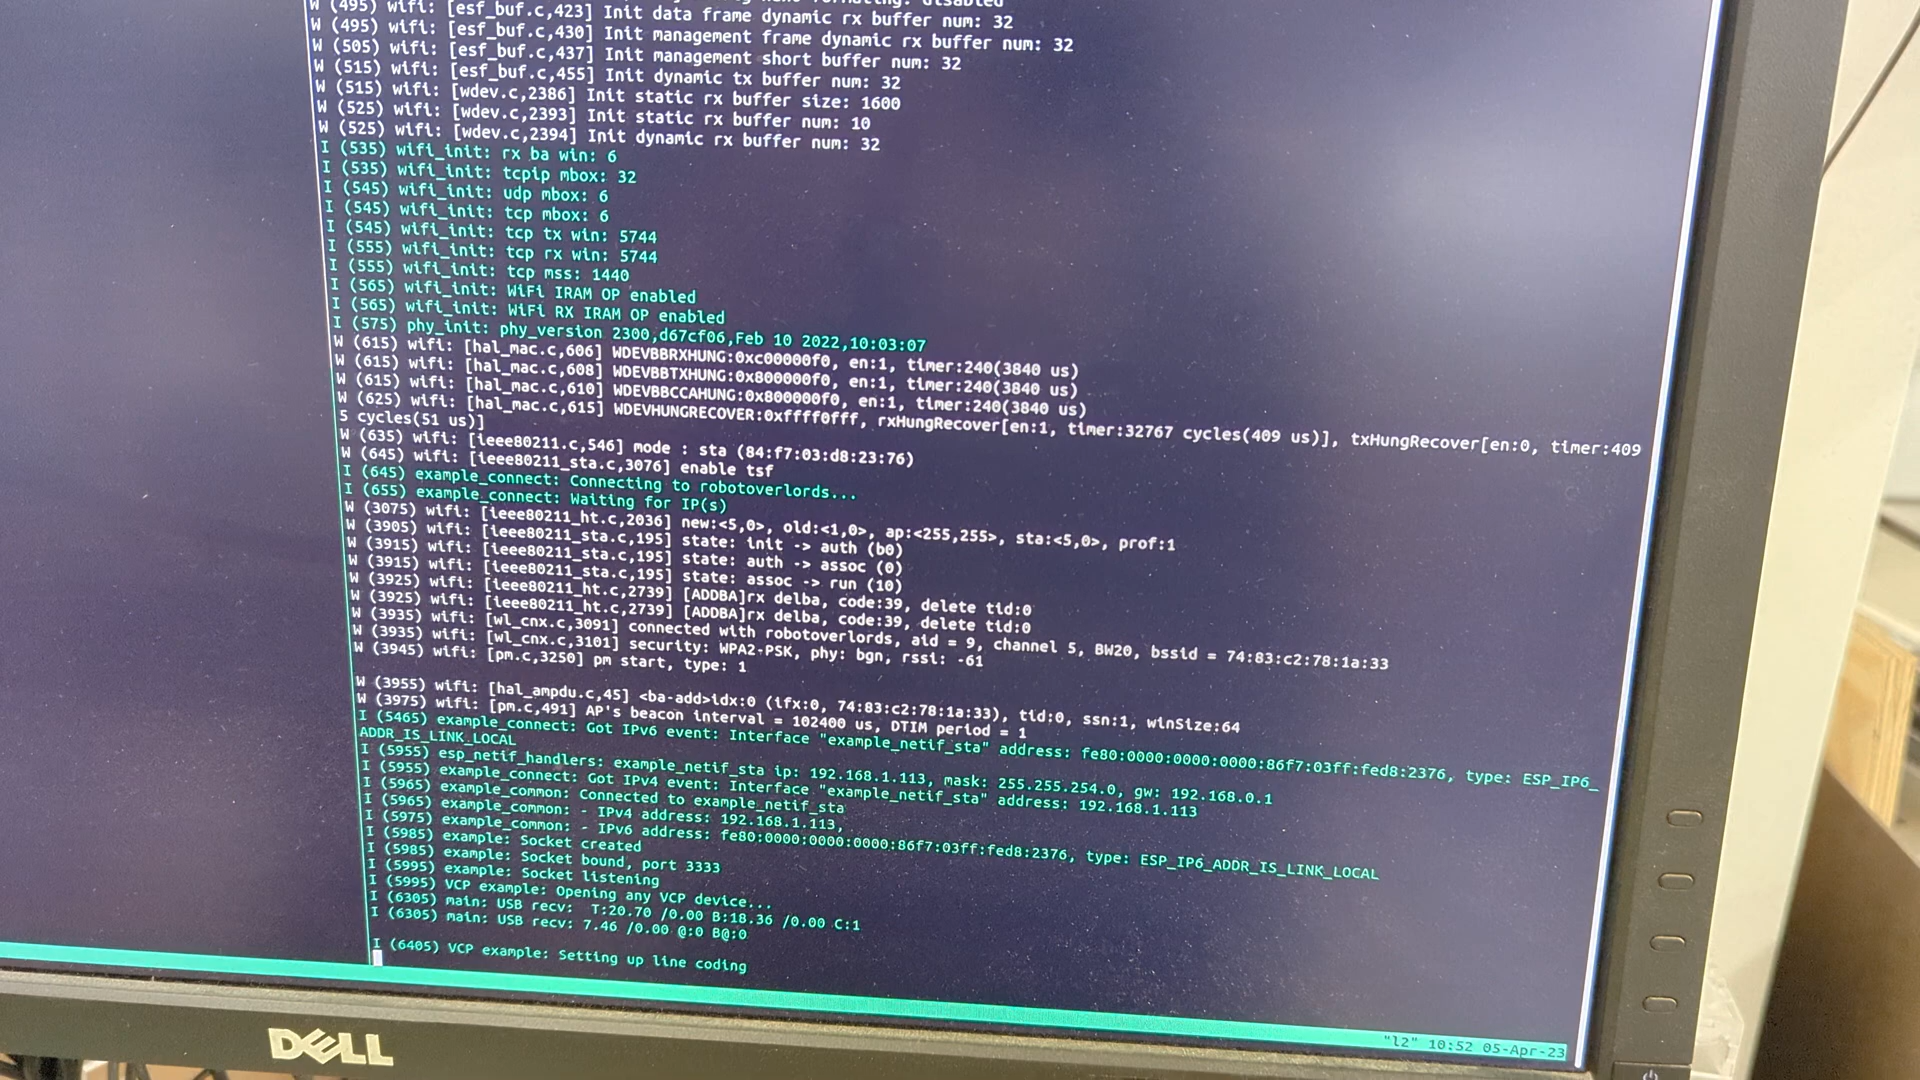 disabled
W (495) wifi: [esf_buf.c,423] Init data frame dynamic rx buffer num: 32
W (495) wifi: [esf_buf.c,430] Init management frame dynamic rx buffer num: 32
W (505) wifi: [esf_buf.c,437] Init management short buffer num: 32
W (515) wifi: [esf_buf.c,455] Init dynamic tx buffer num: 32
W (515) wifi: [wdev.c,2386] Init static rx buffer size: 1600
W (525) wifi: [wdev.c,2393] Init static rx buffer num: 10
W (525) wifi: [wdev.c,2394] Init dynamic rx buffer num: 32
I (535) wifi_init: rx ba win: 6
I (535) wifi_init: tcpip mbox: 32
I (545) wifi_init: udp mbox: 6
I (545) wifi_init: tcp mbox: 6
I (545) wifi_init: tcp tx win: 5744
I (555) wifi_init: tcp rx win: 5744
I (555) wifi_init: tcp mss: 1440
I (565) wifi_init: WiFi IRAM OP enabled
I (565) wifi_init: WiFi RX IRAM OP enabled
I (575) phy_init: phy_version 2300,d67cf06,Feb 10 2022,10:03:07
W (615) wifi: [hal_mac.c,606] WDEVBBRXHUNG:0xc00000f0, en:1, timer:240(3840 us)
W (615) wifi: [hal_mac.c,608] WDEVBBTXHUNG:0x800000f0, en:1, timer:240(3840 us)
W (615) wifi: [hal_mac.c,610] WDEVBBCCAHUNG:0x800000f0, en:1, timer:240(3840 us)
W (625) wifi: [hal_mac.c,615] WDEVHUNGRECOVER:0xffff0fff, rxHungRecover[en:1, timer:32767 cycles(409 us)], txHungRecover[en:0, timer:409
5 cycles(51 us)]
W (635) wifi: [ieee80211.c,546] mode : sta (84:f7:03:d8:23:76)
W (645) wifi: [ieee80211_sta.c,3076] enable tsf
I (645) example_connect: Connecting to robotoverlords...
I (655) example_connect: Waiting for IP(s)
W (3075) wifi: [ieee80211_ht.c,2036] new:<5,0>, old:<1,0>, ap:<255,255>, sta:<5,0>, prof:1
W (3905) wifi: [ieee80211_sta.c,195] state: init -> auth (b0)
W (3915) wifi: [ieee80211_sta.c,195] state: auth -> assoc (0)
W (3915) wifi: [ieee80211_sta.c,195] state: assoc -> run (10)
W (3925) wifi: [ieee80211_ht.c,2739] [ADDBA]rx delba, code:39, delete tid:0
W (3925) wifi: [ieee80211_ht.c,2739] [ADDBA]rx delba, code:39, delete tid:0
W (3935) wifi: [wl_cnx.c,3091] connected with robotoverlords, aid = 9, channel 5, BW20, bssid = 74:83:c2:78:1a:33
W (3935) wifi: [wl_cnx.c,3101] security: WPA2-PSK, phy: bgn, rssi: -61
W (3945) wifi: [pm.c,3250] pm start, type: 1
W (3955) wifi: [hal_ampdu.c,45] <ba-add>idx:0 (ifx:0, 74:83:c2:78:1a:33), tid:0, ssn:1, winSize:64
W (3975) wifi: [pm.c,491] AP's beacon interval = 102400 us, DTIM period = 1
I (5465) example_connect: Got IPv6 event: Interface "example_netif_sta" address: fe80:0000:0000:0000:86f7:03ff:fed8:2376, type: ESP_IP6_
ADDR_IS_LINK_LOCAL
I (5955) esp_netif_handlers: example_netif_sta ip: 192.168.1.113, mask: 255.255.254.0, gw: 192.168.0.1
I (5955) example_connect: Got IPv4 event: Interface "example_netif_sta" address: 192.168.1.113
I (5965) example_common: Connected to example_netif_sta
I (5965) example_common: - IPv4 address: 192.168.1.113,
I (5975) example_common: - IPv6 address: fe80:0000:0000:0000:86f7:03ff:fed8:2376, type: ESP_IP6_ADDR_IS_LINK_LOCAL
I (5985) example: Socket created
I (5985) example: Socket bound, port 3333
I (5995) example: Socket listening
I (5995) VCP example: Opening any VCP device...
I (6305) main: USB recv:  T:20.70 /0.00 B:18.36 /0.00 C:1
I (6305) main: USB recv: 7.46 /0.00 @:0 B@:0
I (6405) VCP example: Setting up line coding
"l2" 10:52 05-Apr-23
DELL